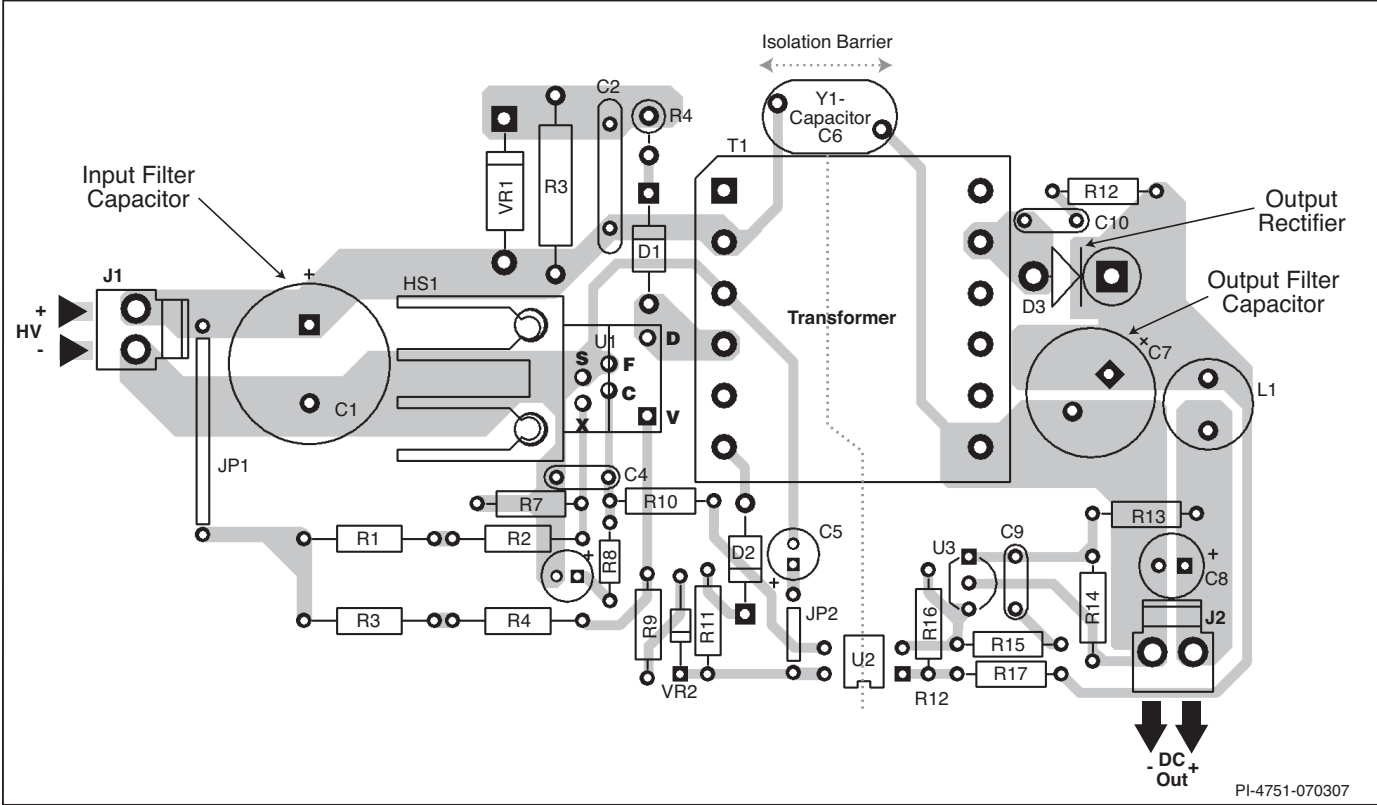 Isolation Barrier
Y1-
Capacitor
C6
C2
R4
T1
VR1
R3
R12
Input Filter
Capacitor
Output
Rectifier
C10
D1
J1
+
HS1
D3
Output Filter
Capacitor
+
HV
-
Transformer
D
U1
S
F
C
X
V
+
C7
C1
L1
JP1
C4
R7
R10
R13
C5
C9
U3
R1
R2
+
R8
D2
+
C8
+
R14
R16
JP2
J2
R3
R4
R9
R11
R15
U2
R17
VR2
R12
- DC +
Out
PI-4751-070307